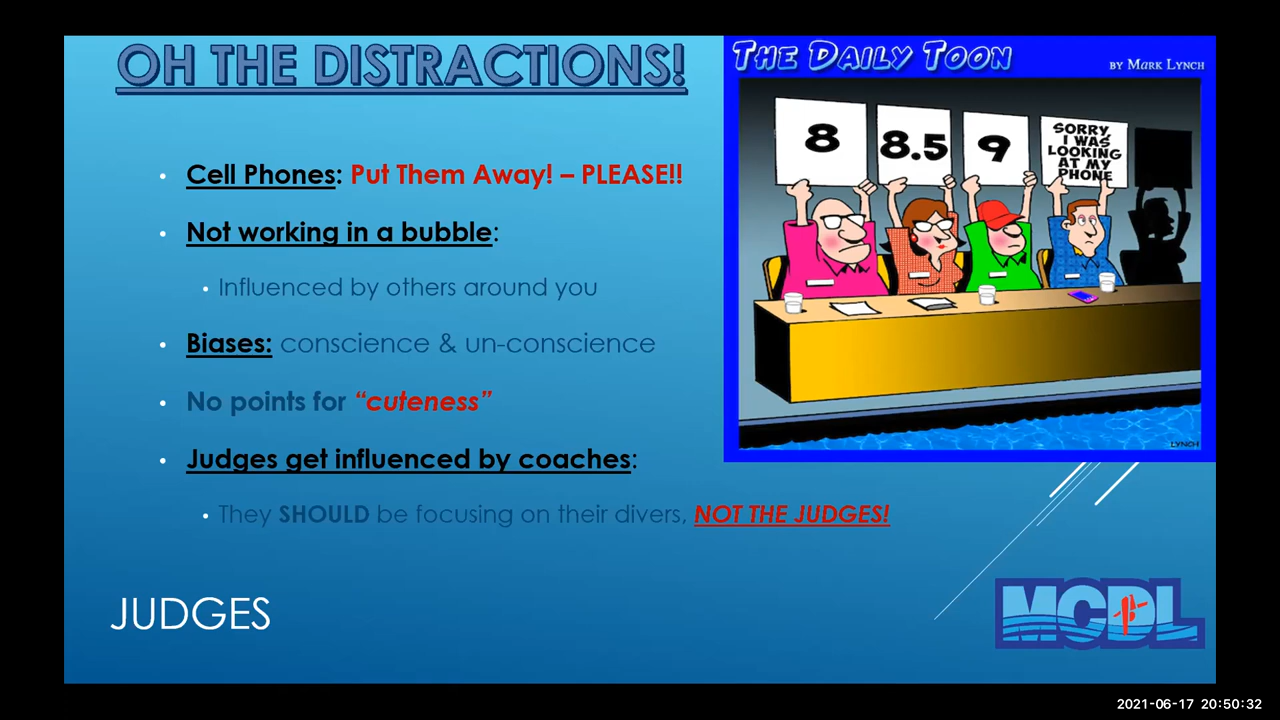 OH THE DISTRACTIONS!
Cell Phones: Put Them Away! – PLEASE!!
Not working in a bubble:
Influenced by others around you
Biases: conscience & un-conscience
No points for “cuteness”
Judges get influenced by coaches:
They SHOULD be focusing on their divers, NOT THE JUDGES!
JUDGES
THE DAILY TOON
BY MARK LYNCH
8
8.5
9
SORRY,
I WAS
LOOKING
AT MY
PHONE
LYNCH
MCDL
2021-06-17 20:50:32